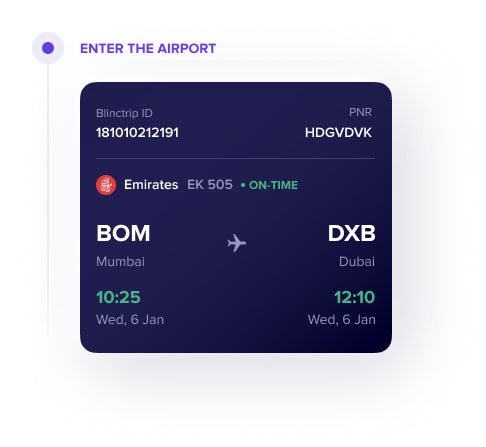 ENTER THE AIRPORT
Blinctrip ID PNR
181010212191 HDGVDVK
Emirates EK 505 • ON-TIME
BOM DXB
Mumbai Dubai
10:25 12:10
Wed, 6 Jan Wed, 6 Jan